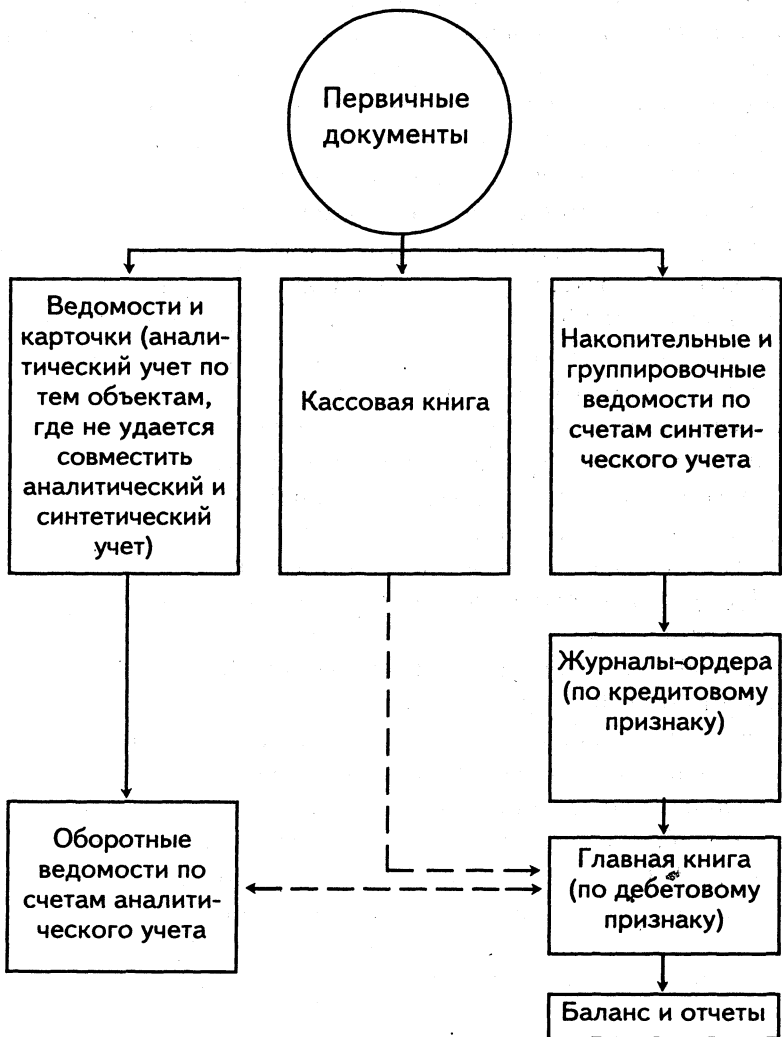 Первичные
документы
Ведомости и
карточки (анали-
тический учет по
тем объектам,
где не удается
совместить
аналитический и
синтетический
учет)
Кассовая книга
Накопительные и
группировочные
ведомости по
счетам синтети-
ческого учета
Журналы-ордера
(по кредитовому
признаку)
Оборотные
ведомости по
счетам аналити-
ческого учета
Главная книга
(по дебетовому
признаку)
Баланс и отчеты